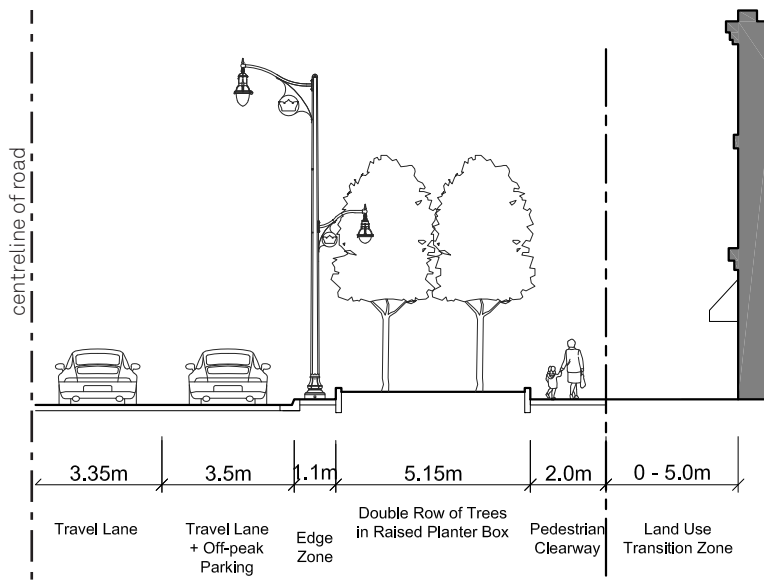 centreline of road
3.35m
3.5m
1.1m
5.15m
2.0m
0 - 5.0m
Travel Lane
Travel Lane
+ Off-peak
Parking
Edge
Zone
Double Row of Trees
in Raised Planter Box
Pedestrian
Clearway
Land Use
Transition Zone